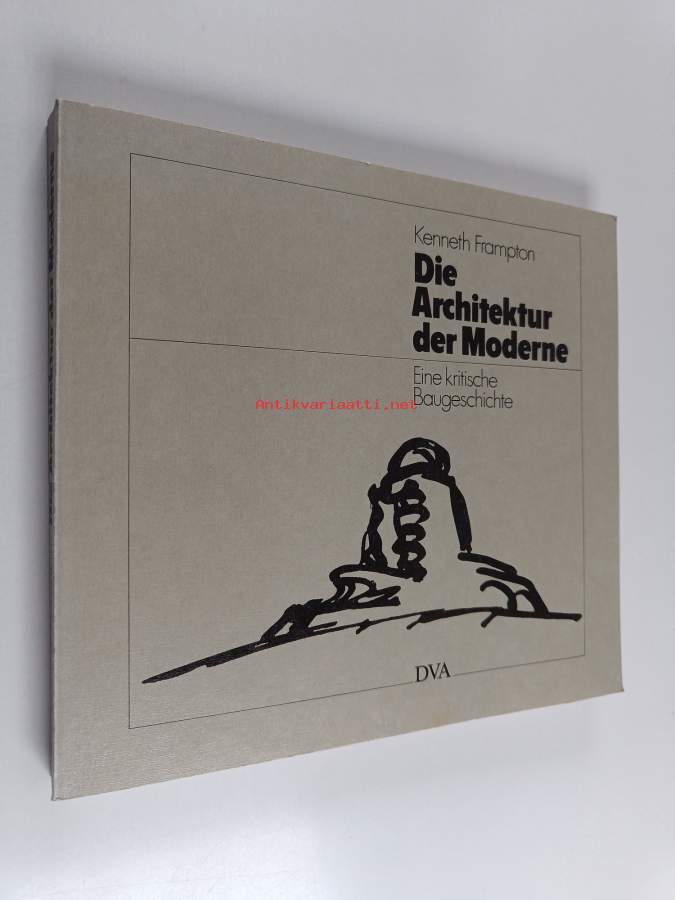 Kenneth Frampton
Die
Architektur
der Moderne
Eine kritische
Antikvariaatti.net
Baugeschichte
DVA